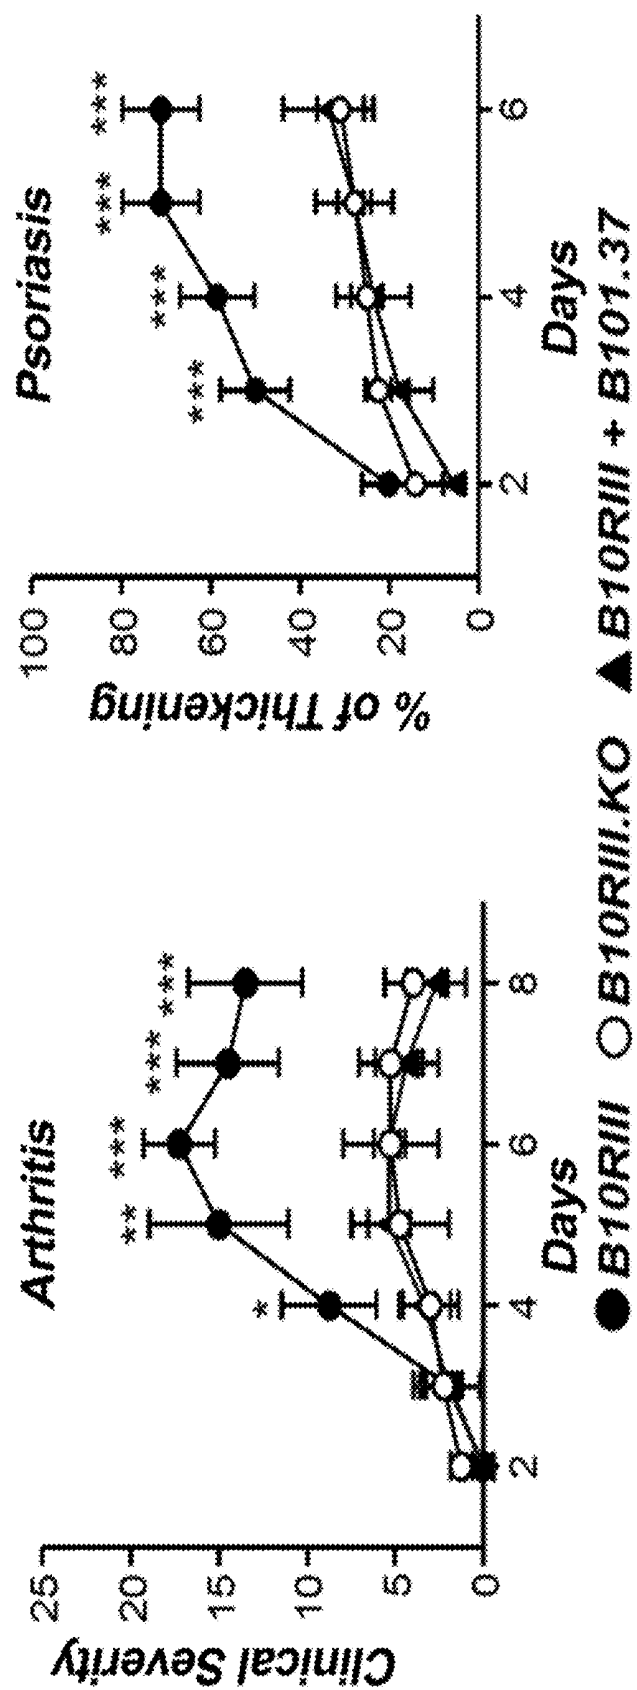 Arthritis
Clinical Severity
25
20
15
10
5
0
2 4 6 8
Days
* ** *** *** ***
Psoriasis
% of Thickening
100
80
60
40
20
0
2 4 6
Days
*** *** *** ***
B10RIII B10RIII.KO B10RIII + B101.37